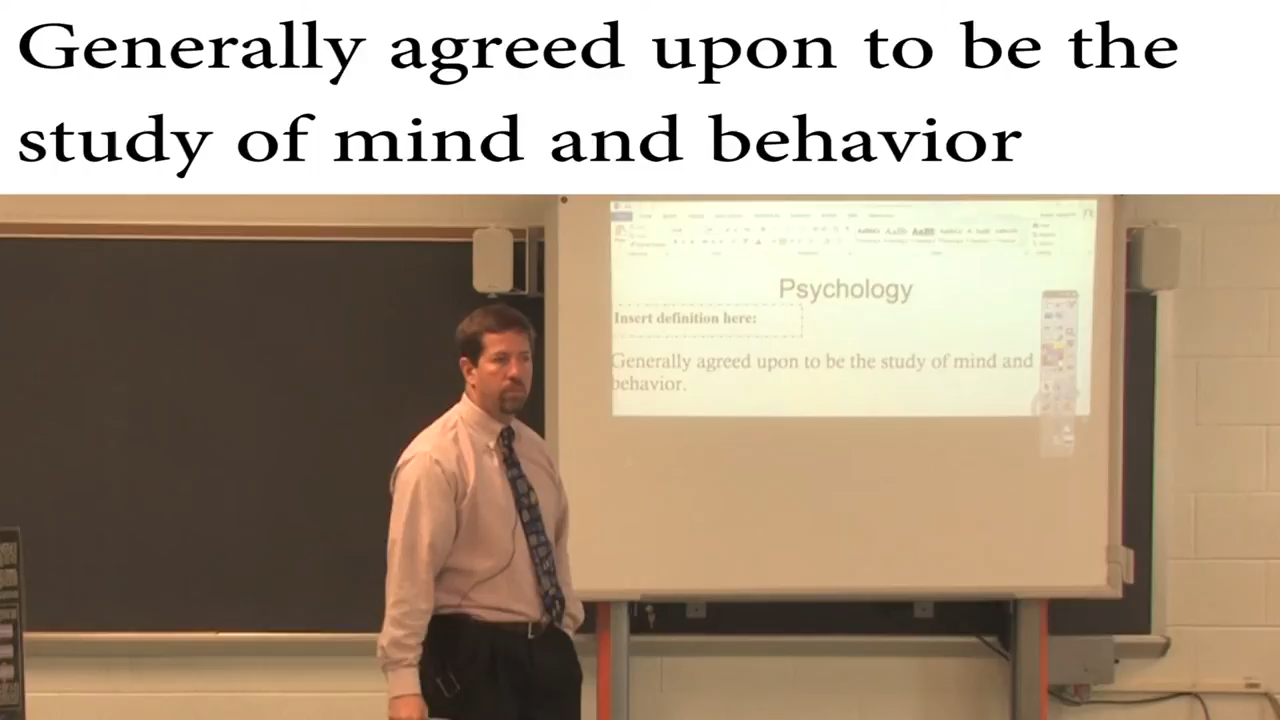 Generally agreed upon to be the
study of mind and behavior
Psychology
Insert definition here:
Generally agreed upon to be the study of mind and
behavior.